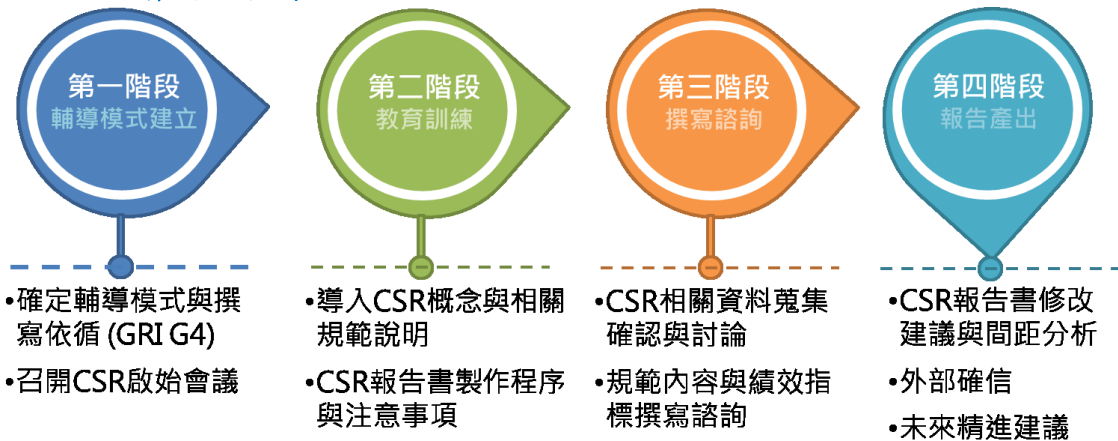 第一階段
輔導模式建立
•確定輔導模式與撰
寫依循 (GRI G4)
•召開CSR啟始會議
第二階段
教育訓練
•導入CSR概念與相關
規範說明
•CSR報告書製作程序
與注意事項
第三階段
撰寫諮詢
•CSR相關資料蒐集
確認與討論
•規範內容與績效指
標撰寫諮詢
第四階段
報告產出
•CSR報告書修改
建議與間距分析
•外部確信
•未來精進建議